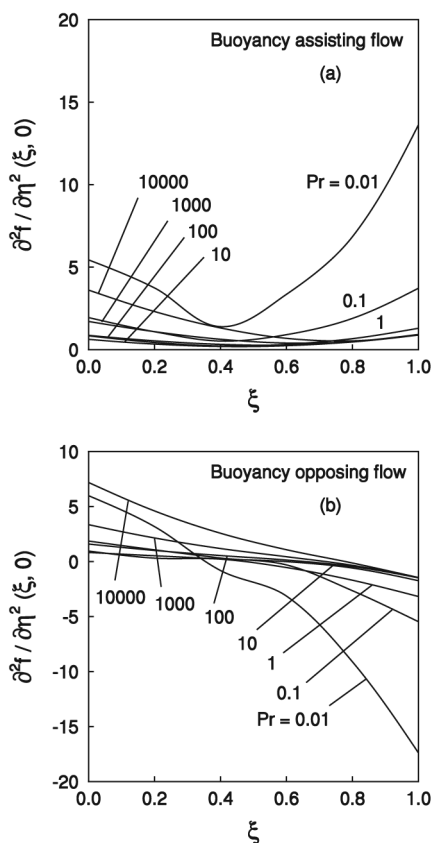 20
Buoyancy assisting flow
(a)
15
∂²f / ∂η² (ξ, 0)
Pr = 0.01
10
10000
1000
100
10
5
0.1
1
0
0.0 0.2 0.4 0.6 0.8 1.0
ξ
10
Buoyancy opposing flow
(b)
5
0
∂²f / ∂η² (ξ, 0)
10000
1000
100
10
-5
1
0.1
-10
Pr = 0.01
-15
-20
0.0 0.2 0.4 0.6 0.8 1.0
ξ